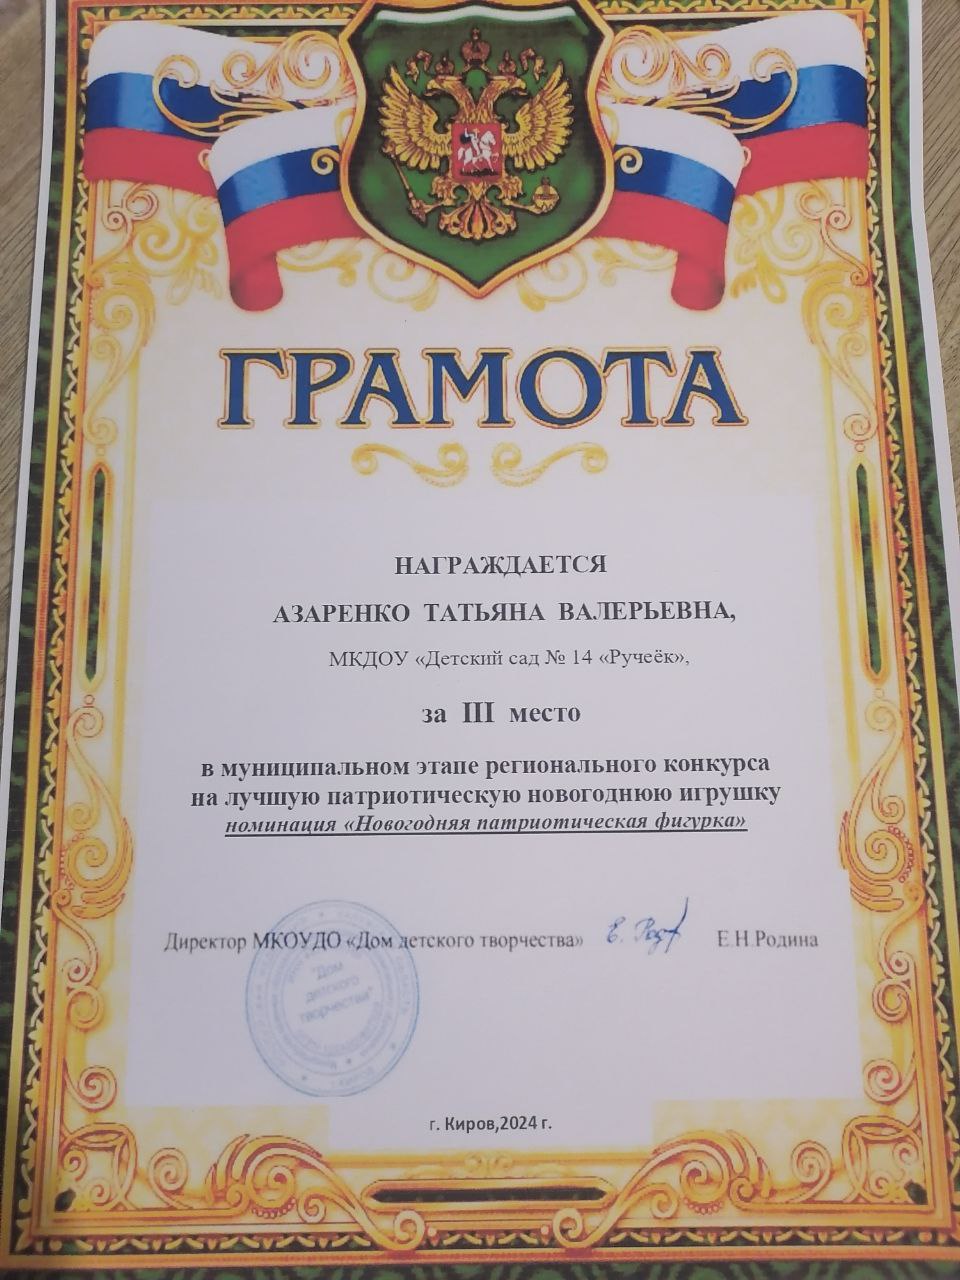 ГРАМОТА
НАГРАЖДАЕТСЯ
АЗАРЕНКО ТАТЬЯНА ВАЛЕРЬЕВНА,
МКДОУ «Детский сад № 14 «Ручеёк»,
за III место
в муниципальном этапе регионального конкурса
на лучшую патриотическую новогоднюю игрушку
номинация «Новогодняя патриотическая фигурка»
Директор МКОУДО «Дом детского творчества» Е.Н.Родина
"Дом
детского
творчества"
г. Киров,2024 г.